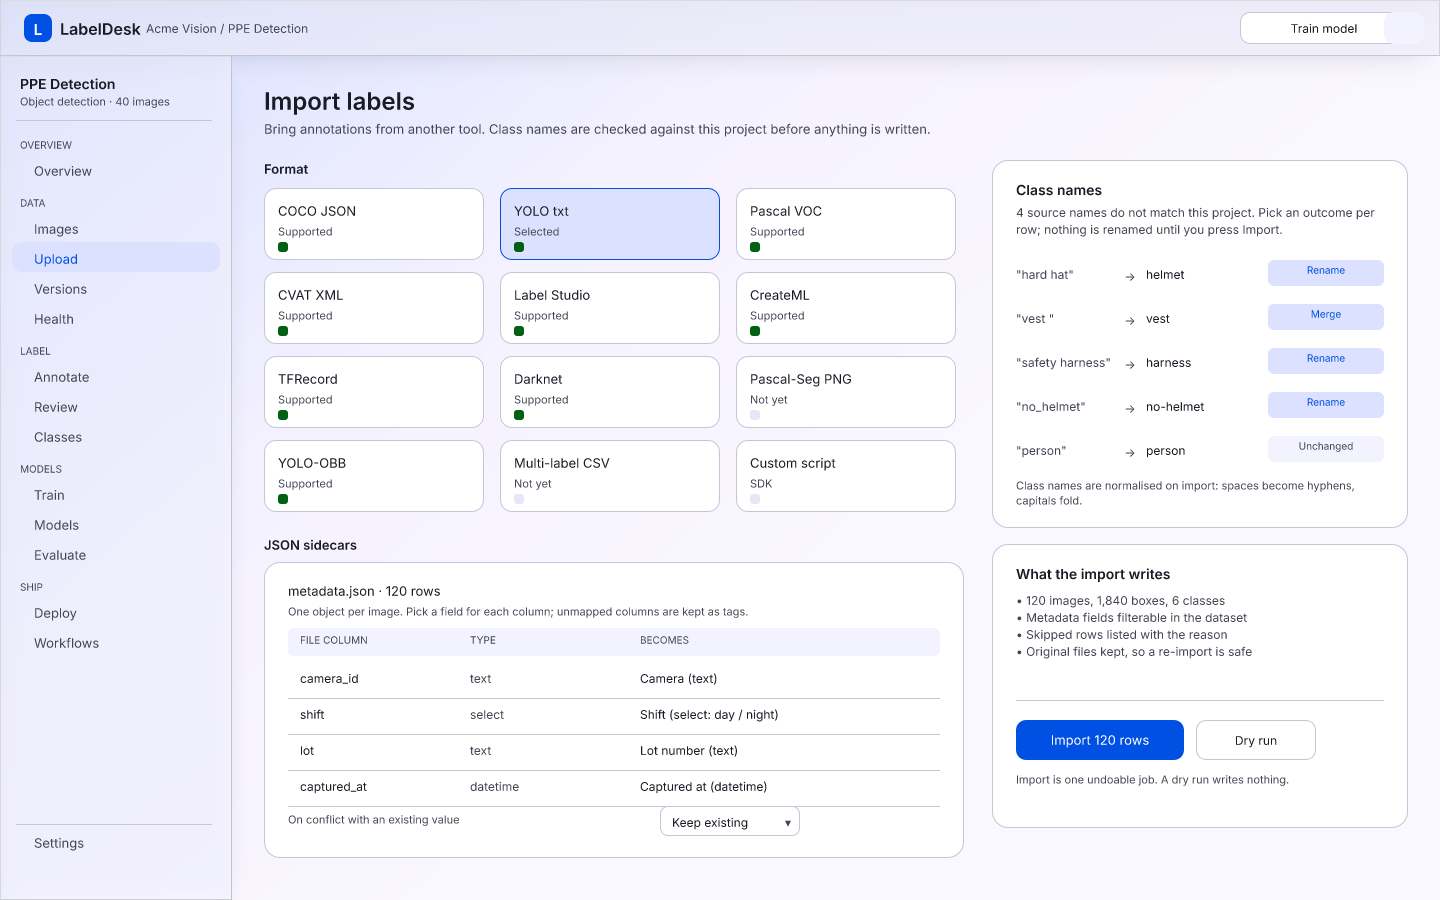 L LabelDesk Acme Vision / PPE Detection
Train model
PPE Detection
Object detection · 40 images
OVERVIEW
Overview
DATA
Images
Upload
Versions
Health
LABEL
Annotate
Review
Classes
MODELS
Train
Models
Evaluate
SHIP
Deploy
Workflows
Settings
Import labels
Bring annotations from another tool. Class names are checked against this project before anything is written.
Format
COCO JSON
Supported
YOLO txt
Selected
Pascal VOC
Supported
CVAT XML
Supported
Label Studio
Supported
CreateML
Supported
TFRecord
Supported
Darknet
Supported
Pascal-Seg PNG
Not yet
YOLO-OBB
Supported
Multi-label CSV
Not yet
Custom script
SDK
JSON sidecars
metadata.json · 120 rows
One object per image. Pick a field for each column; unmapped columns are kept as tags.
FILE COLUMN TYPE BECOMES
camera_id text Camera (text)
shift select Shift (select: day / night)
lot text Lot number (text)
captured_at datetime Captured at (datetime)
On conflict with an existing value Keep existing ▾
Class names
4 source names do not match this project. Pick an outcome per
row; nothing is renamed until you press Import.
"hard hat" → helmet Rename
"vest " → vest Merge
"safety harness" → harness Rename
"no_helmet" → no-helmet Rename
"person" → person Unchanged
Class names are normalised on import: spaces become hyphens,
capitals fold.
What the import writes
• 120 images, 1,840 boxes, 6 classes
• Metadata fields filterable in the dataset
• Skipped rows listed with the reason
• Original files kept, so a re-import is safe
Import 120 rows Dry run
Import is one undoable job. A dry run writes nothing.